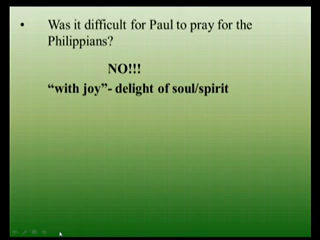 • Was it difficult for Paul to pray for the
Philippians?
NO!!!
“with joy”- delight of soul/spirit